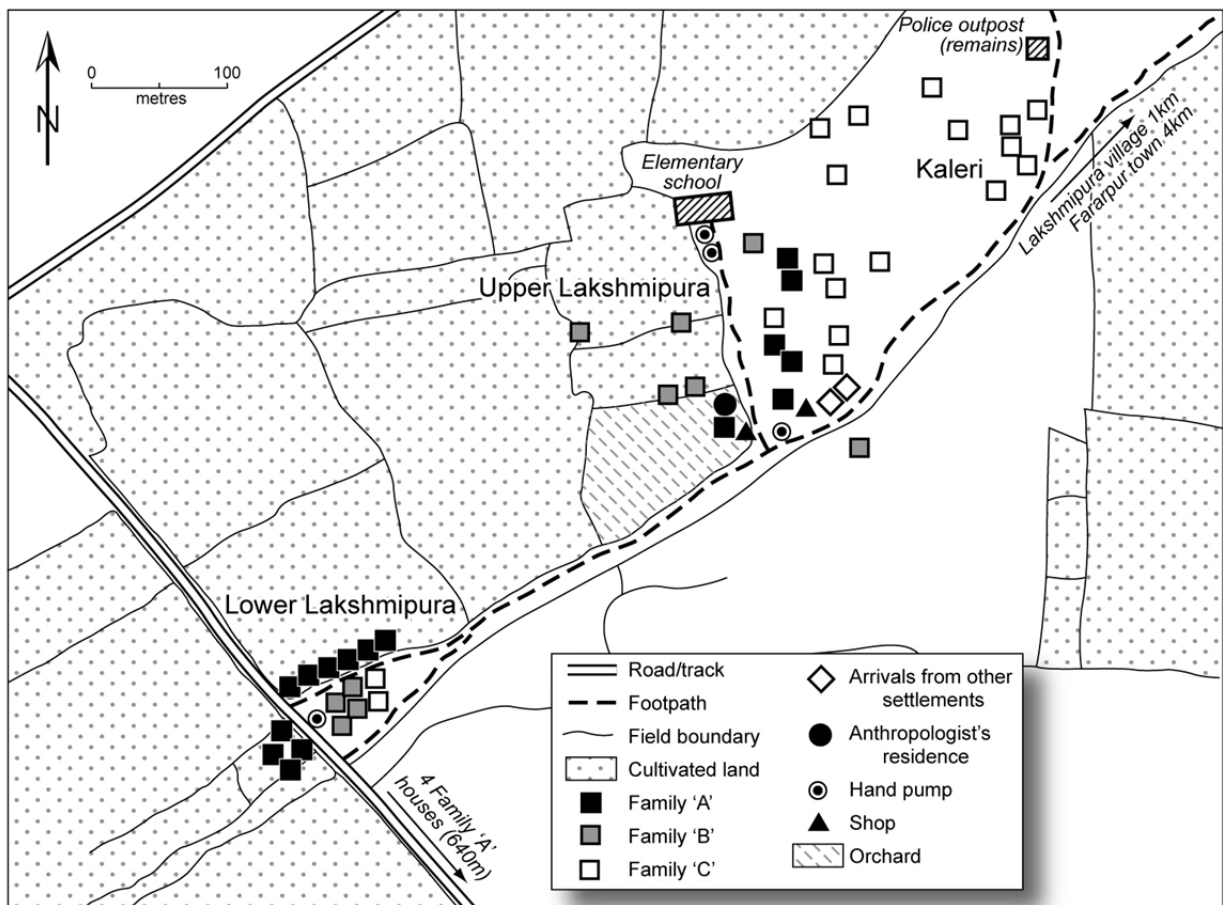 Police outpost
(remains)
N
0
100
metres
Elementary
school
Kaleri
Lakshmipura village 1km
Fararpur town 4km.
Upper Lakshmipura
Lower Lakshmipura
4 Family ‘A’
houses (640m)
Road/track
Footpath
Field boundary
Cultivated land
Family ‘A’
Family ‘B’
Family ‘C’
Arrivals from other
settlements
Anthropologist’s
residence
Hand pump
Shop
Orchard